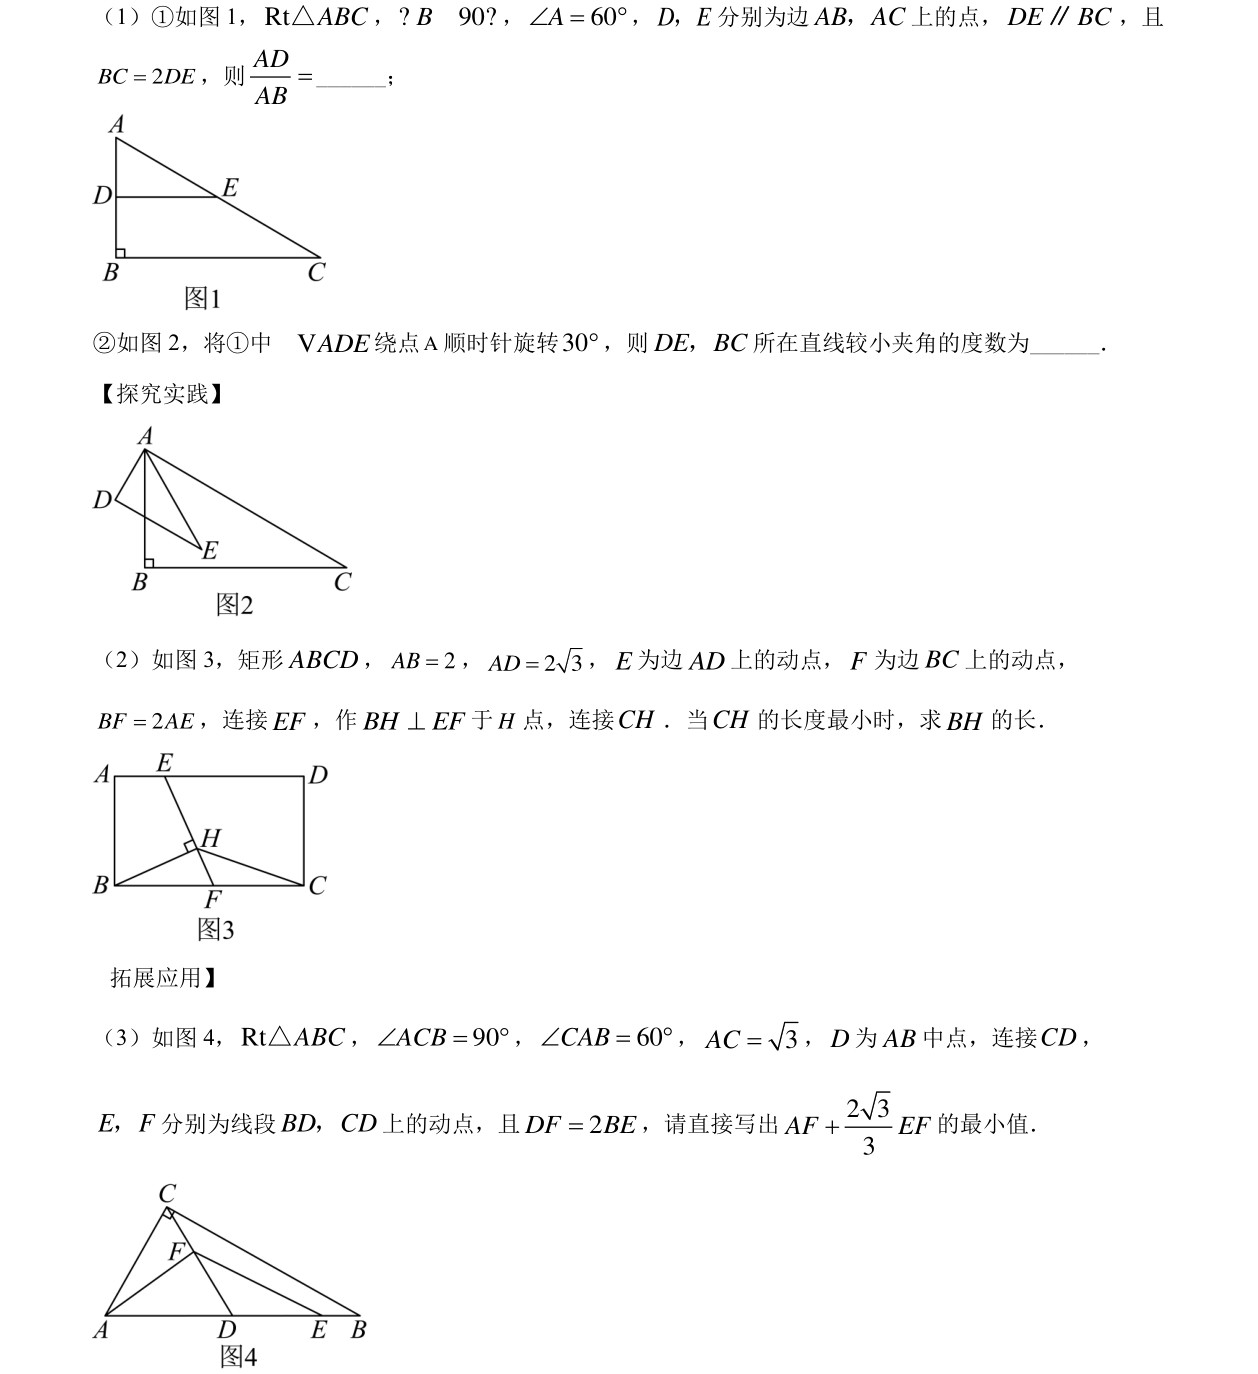 （1）①如图 1，Rt△ABC，? B 90?，∠A = 60°，D，E 分别为边 AB，AC 上的点，DE∥BC，且
BC = 2DE，则 AD/AB = ______；
A
D
E
B
C
图1
②如图 2，将①中 VADE 绕点 A 顺时针旋转 30°，则 DE，BC 所在直线较小夹角的度数为______．
【探究实践】
A
D
E
B
C
图2
（2）如图 3，矩形 ABCD，AB = 2，AD = 2√3，E 为边 AD 上的动点，F 为边 BC 上的动点，
BF = 2AE，连接 EF，作 BH ⊥ EF 于 H 点，连接 CH．当 CH 的长度最小时，求 BH 的长．
A
E
D
H
B
F
C
图3
拓展应用】
（3）如图 4，Rt△ABC，∠ACB = 90°，∠CAB = 60°，AC = √3，D 为 AB 中点，连接 CD，
E，F 分别为线段 BD，CD 上的动点，且 DF = 2BE，请直接写出 AF + 2√3/3 EF 的最小值．
C
F
A
D
E
B
图4